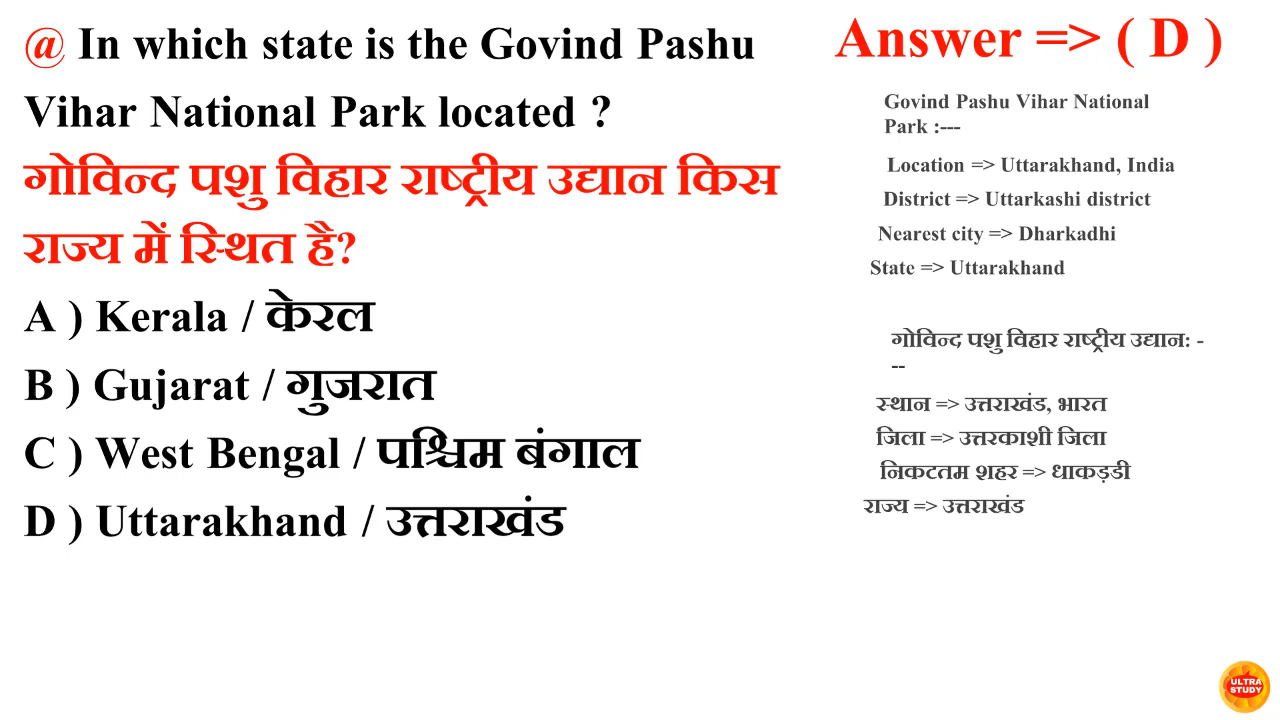 @ In which state is the Govind Pashu
Vihar National Park located ?
गोविन्द पशु विहार राष्ट्रीय उद्यान किस
राज्य में स्थित है?
A ) Kerala / केरल
B ) Gujarat / गुजरात
C ) West Bengal / पश्चिम बंगाल
D ) Uttarakhand / उत्तराखंड
Answer => ( D )
Govind Pashu Vihar National
Park :---
Location => Uttarakhand, India
District => Uttarkashi district
Nearest city => Dharkadhi
State => Uttarakhand
गोविन्द पशु विहार राष्ट्रीय उद्यान: -
--
स्थान => उत्तराखंड, भारत
जिला => उत्तरकाशी जिला
निकटतम शहर => धाकड़डी
राज्य => उत्तराखंड
ULTRA
STUDY